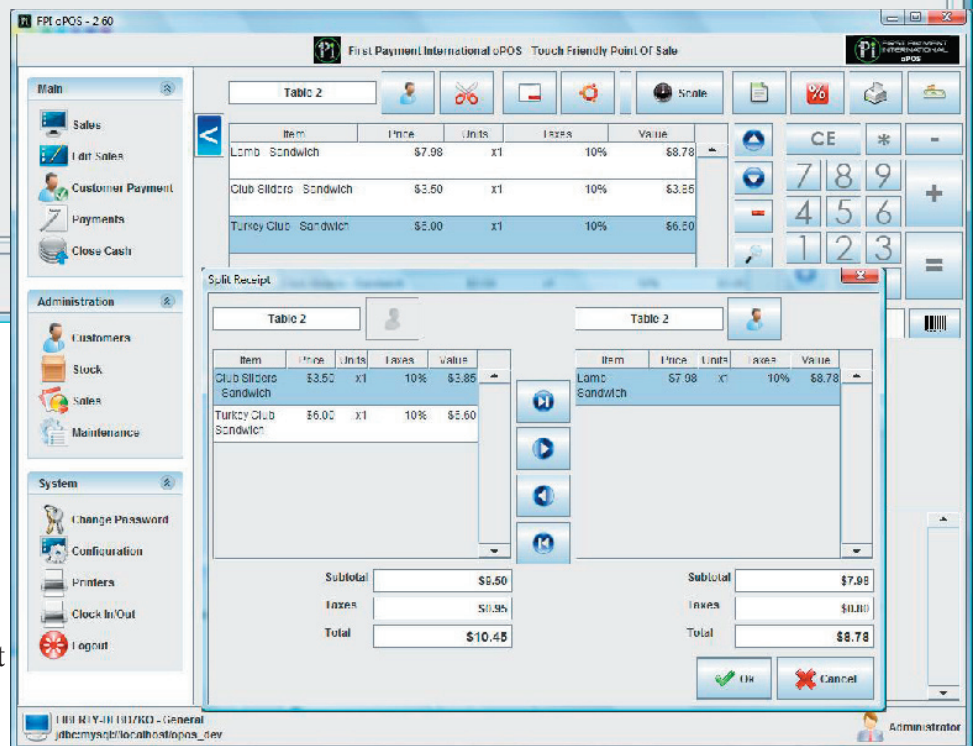 FPI oPOS - 2.60
First Payment International oPOS Touch Friendly Point Of Sale
FIRST PAYMENT INTERNATIONAL oPOS
Main
Sales
Edit Sales
Customer Payment
Payments
Close Cash
Administration
Customers
Stock
Sales
Maintenance
System
Change Password
Configuration
Printers
Clock In/Out
Logout
Table 2
Scale
Item Price Units Taxes Value
Lamb Sandwich $7.98 x1 10% $8.78
Club Sliders Sandwich $3.50 x1 10% $3.85
Turkey Club Sandwich $6.00 x1 10% $6.60
CE * -
7 8 9 +
4 5 6
1 2 3 =
Split Receipt
Table 2
Item Price Units Taxes Value
Club Sliders $3.50 x1 10% $3.85
Sandwich
Turkey Club $6.00 x1 10% $6.60
Sandwich
Subtotal $9.50
Taxes $0.95
Total $10.45
Table 2
Item Price Units Taxes Value
Lamb $7.98 x1 10% $8.78
Sandwich
Subtotal $7.98
Taxes $0.80
Total $8.78
Ok
Cancel
t
- General
jdbc:mysql://localhost/opos_dev
Administrator